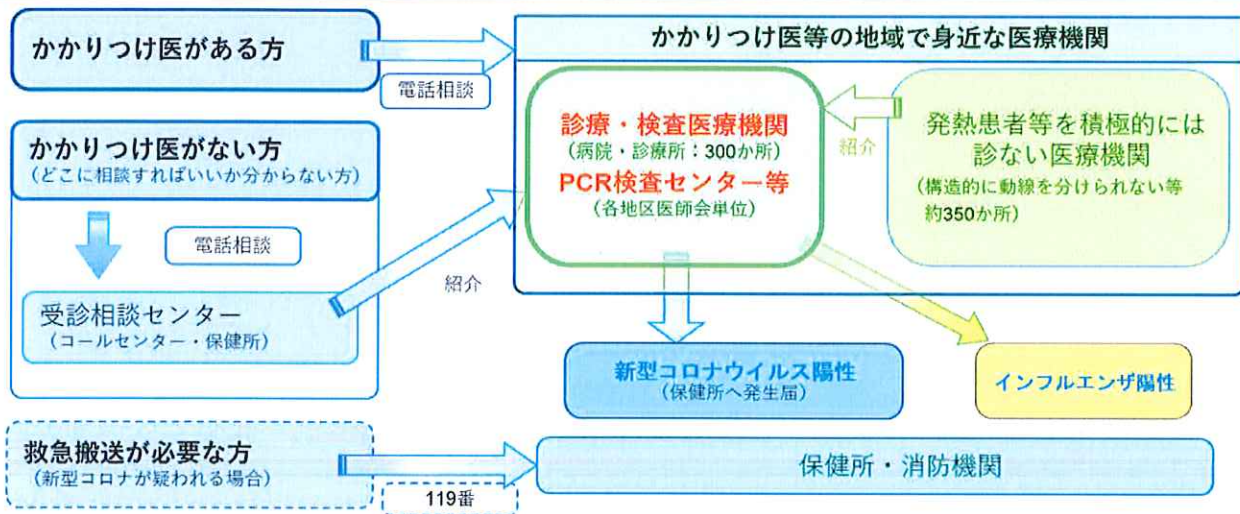 かかりつけ医がある方
電話相談
かかりつけ医等の地域で身近な医療機関
診療・検査医療機関
(病院・診療所：300か所)
PCR検査センター等
(各地区医師会単位)
紹介
発熱患者等を積極的には
診ない医療機関
(構造的に動線を分けられない等
約350か所)
かかりつけ医がない方
(どこに相談すればいいか分からない方)
電話相談
紹介
受診相談センター
(コールセンター・保健所)
新型コロナウイルス陽性
(保健所へ発生届)
インフルエンザ陽性
救急搬送が必要な方
(新型コロナが疑われる場合)
119番
保健所・消防機関